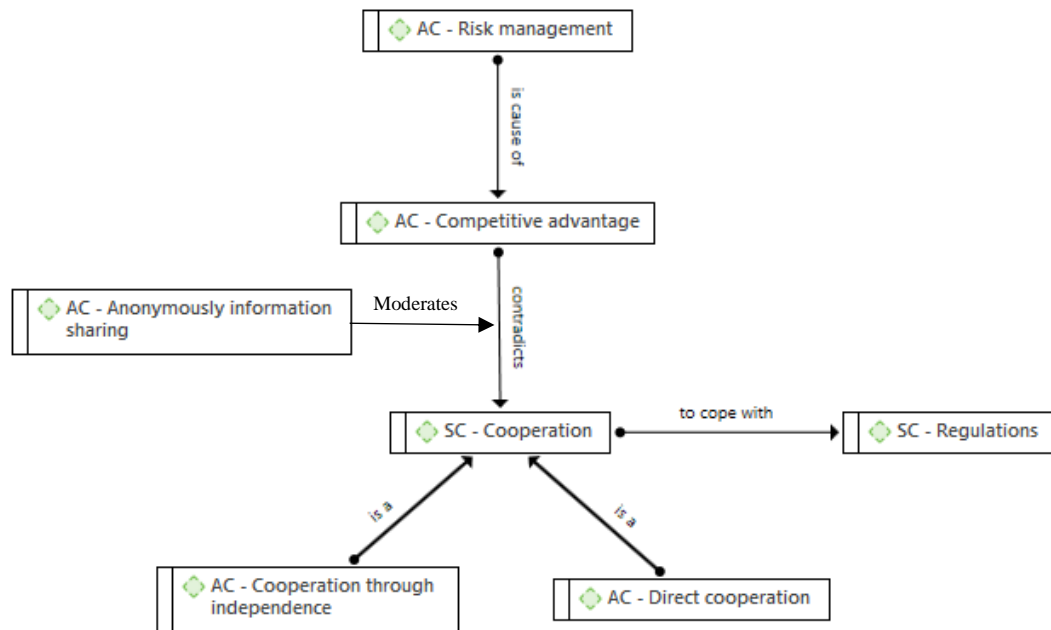 AC - Risk management
is cause of
AC - Competitive advantage
AC - Anonymously information
sharing
Moderates
contradicts
SC - Cooperation
to cope with
SC - Regulations
is a
is a
AC - Cooperation through
independence
AC - Direct cooperation